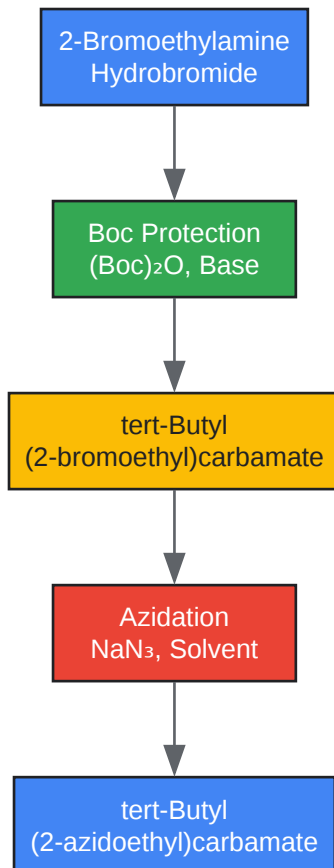 2-Bromoethylamine
Hydrobromide
Boc Protection
(Boc)₂O, Base
tert-Butyl
(2-bromoethyl)carbamate
Azidation
NaN₃, Solvent
tert-Butyl
(2-azidoethyl)carbamate